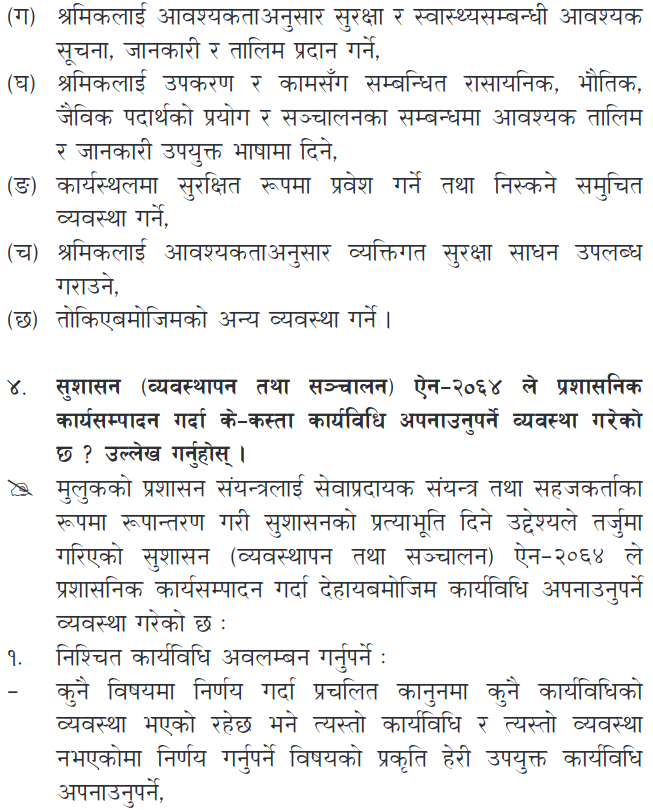 (ग) श्रमिकलाई आवश्यकताअनुसार सुरक्षा र स्वास्थ्यसम्बन्धी आवश्यक
सूचना, जानकारी र तालिम प्रदान गर्ने,
(घ) श्रमिकलाई उपकरण र कामसँग सम्बन्धित रासायनिक, भौतिक,
जैविक पदार्थको प्रयोग र सञ्चालनका सम्बन्धमा आवश्यक तालिम
र जानकारी उपयुक्त भाषामा दिने,
(ङ) कार्यस्थलमा सुरक्षित रूपमा प्रवेश गर्ने तथा निस्कने समुचित
व्यवस्था गर्ने,
(च) श्रमिकलाई आवश्यकताअनुसार व्यक्तिगत सुरक्षा साधन उपलब्ध
गराउने,
(छ) तोकिएबमोजिमको अन्य व्यवस्था गर्ने ।
४. सुशासन (व्यवस्थापन तथा सञ्चालन) ऐन-२०६४ ले प्रशासनिक
कार्यसम्पादन गर्दा के-कस्ता कार्यविधि अपनाउनुपर्ने व्यवस्था गरेको
छ ? उल्लेख गर्नुहोस् ।
मुलुकको प्रशासन संयन्त्रलाई सेवाप्रदायक संयन्त्र तथा सहजकर्ताका
रूपमा रूपान्तरण गरी सुशासनको प्रत्याभूति दिने उद्देश्यले तर्जुमा
गरिएको सुशासन (व्यवस्थापन तथा सञ्चालन) ऐन-२०६४ ले
प्रशासनिक कार्यसम्पादन गर्दा देहायबमोजिम कार्यविधि अपनाउनुपर्ने
व्यवस्था गरेको छ :
१. निश्चित कार्यविधि अवलम्बन गर्नुपर्ने :
- कुनै विषयमा निर्णय गर्दा प्रचलित कानुनमा कुनै कार्यविधिको
व्यवस्था भएको रहेछ भने त्यस्तो कार्यविधि र त्यस्तो व्यवस्था
नभएकोमा निर्णय गर्नुपर्ने विषयको प्रकृति हेरी उपयुक्त कार्यविधि
अपनाउनुपर्ने,